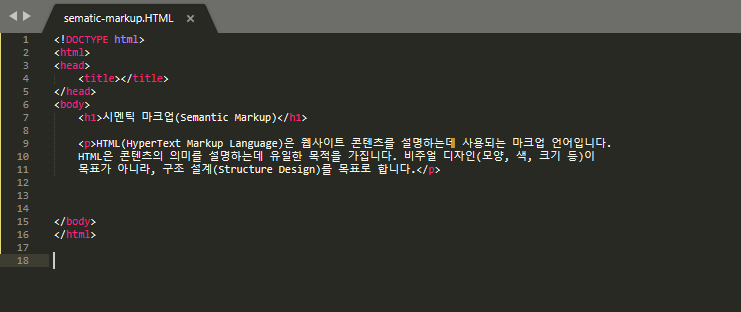 sematic-markup.HTML ×
1 <!DOCTYPE html>
2 <html>
3 <head>
4 <title></title>
5 </head>
6 <body>
7 <h1>시멘틱 마크업(Semantic Markup)</h1>
8
9 <p>HTML(HyperText Markup Language)은 웹사이트 콘텐츠를 설명하는데 사용되는 마크업 언어입니다.
10 HTML은 콘텐츠의 의미를 설명하는데 유일한 목적을 가집니다. 비주얼 디자인(모양, 색, 크기 등)이
11 목표가 아니라, 구조 설계(Structure Design)를 목표로 합니다.</p>
12
13
14
15 </body>
16 </html>
17
18